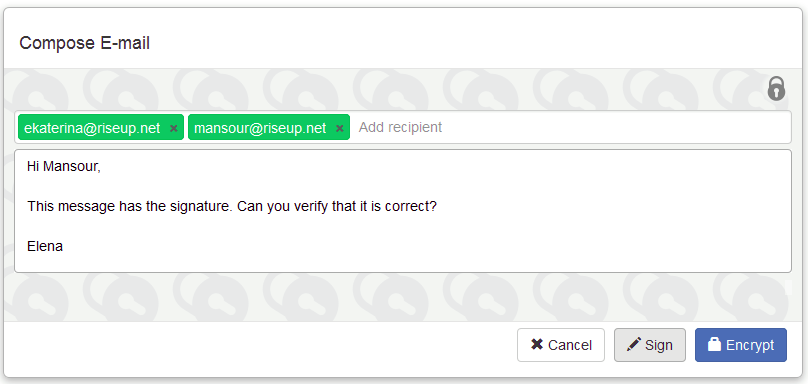 Compose E-mail
ekaterina@riseup.net × mansour@riseup.net × Add recipient
Hi Mansour,
This message has the signature. Can you verify that it is correct?
Elena
Cancel Sign Encrypt